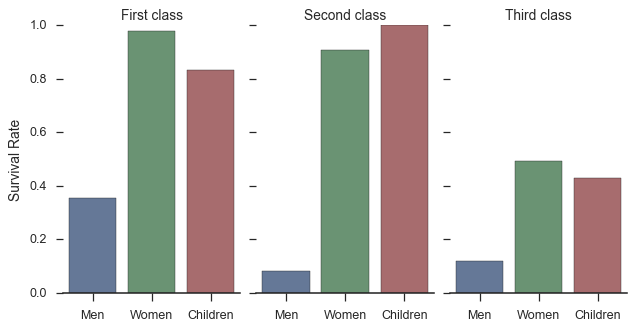 First class Second class Third class
1.0
0.8
0.6
0.4
0.2
0.0
Survival Rate
Men Women Children Men Women Children Men Women Children